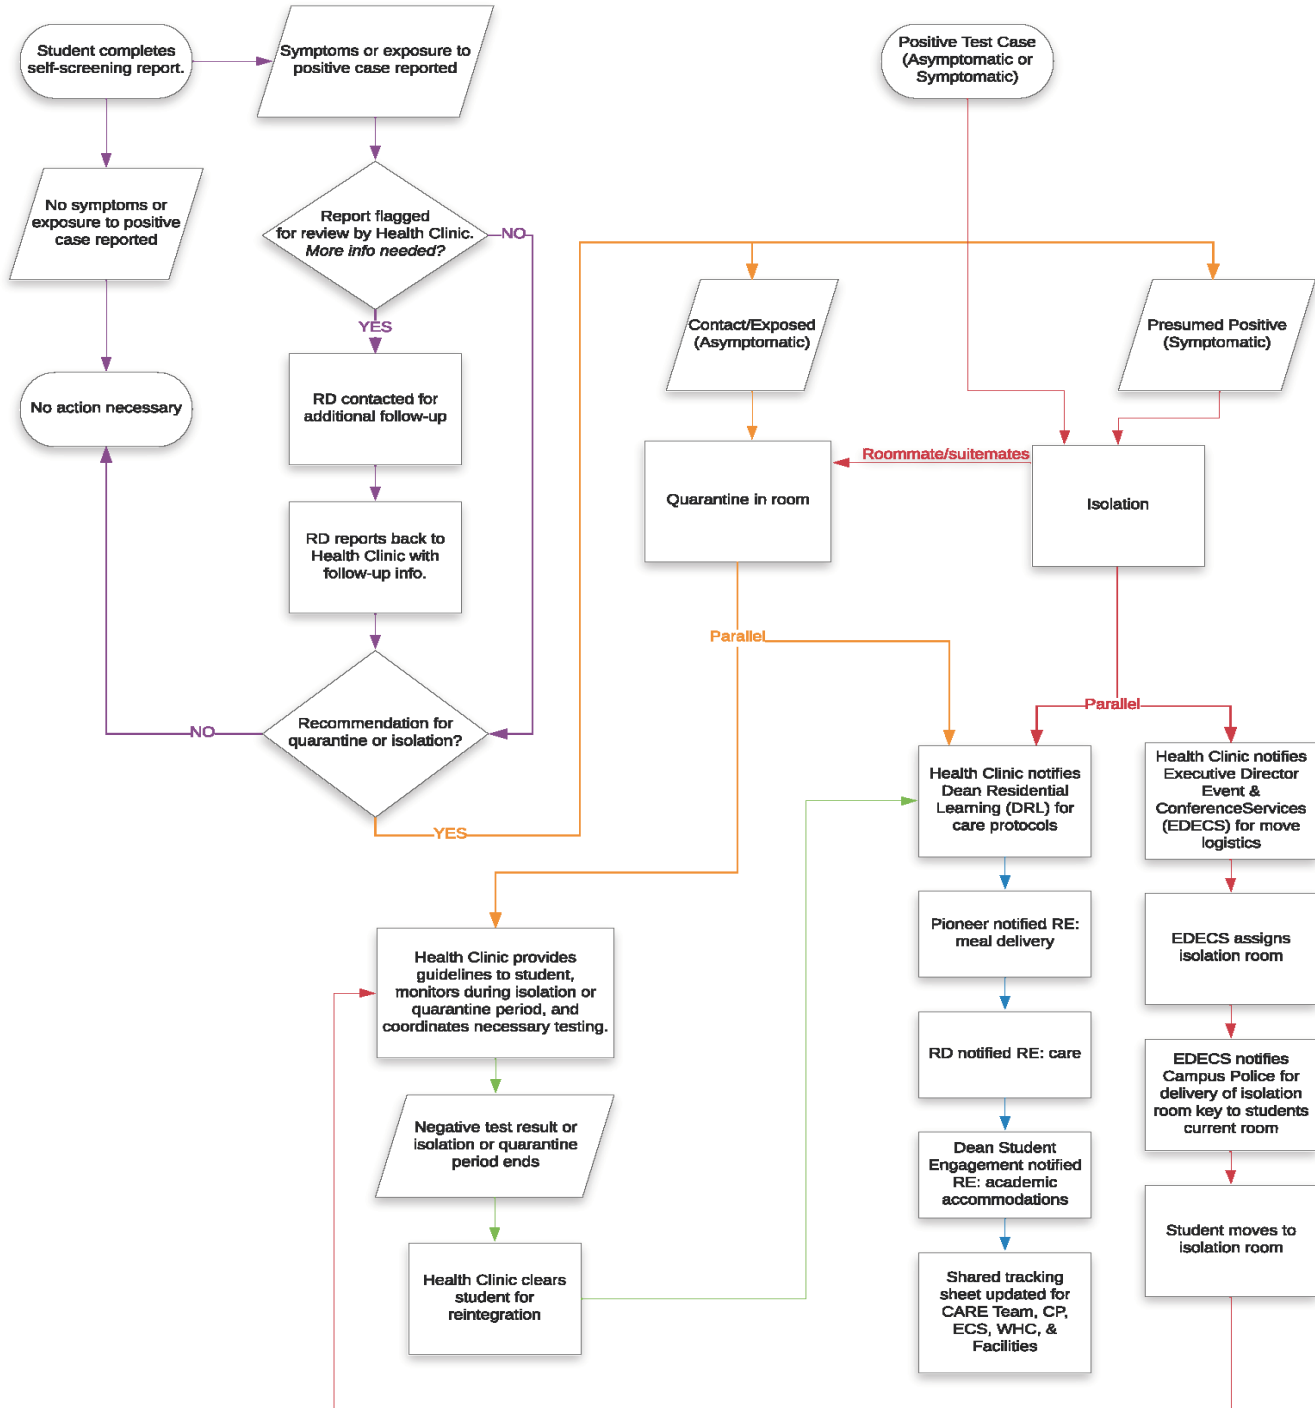 Student completes
self-screening report.
Symptoms or exposure to
positive case reported
Positive Test Case
(Asymptomatic or
Symptomatic)
No symptoms or
exposure to positive
case reported
Report flagged
for review by Health Clinic.
More info needed?
NO
YES
Contact/Exposed
(Asymptomatic)
Presumed Positive
(Symptomatic)
No action necessary
RD contacted for
additional follow-up
Roommate/suitemates
Quarantine in room
Isolation
RD reports back to
Health Clinic with
follow-up info.
Parallel
Parallel
Recommendation for
quarantine or isolation?
NO
YES
Health Clinic notifies
Dean Residential
Learning (DRL) for
care protocols
Health Clinic notifies
Executive Director
Event &
ConferenceServices
(EDECS) for move
logistics
Pioneer notified RE:
meal delivery
EDECS assigns
isolation room
Health Clinic provides
guidelines to student,
monitors during isolation or
quarantine period, and
coordinates necessary testing.
RD notified RE: care
EDECS notifies
Campus Police for
delivery of isolation
room key to students
current room
Negative test result or
isolation or quarantine
period ends
Dean Student
Engagement notified
RE: academic
accommodations
Student moves to
isolation room
Health Clinic clears
student for
reintegration
Shared tracking
sheet updated for
CARE Team, CP,
ECS, WHC, &
Facilities